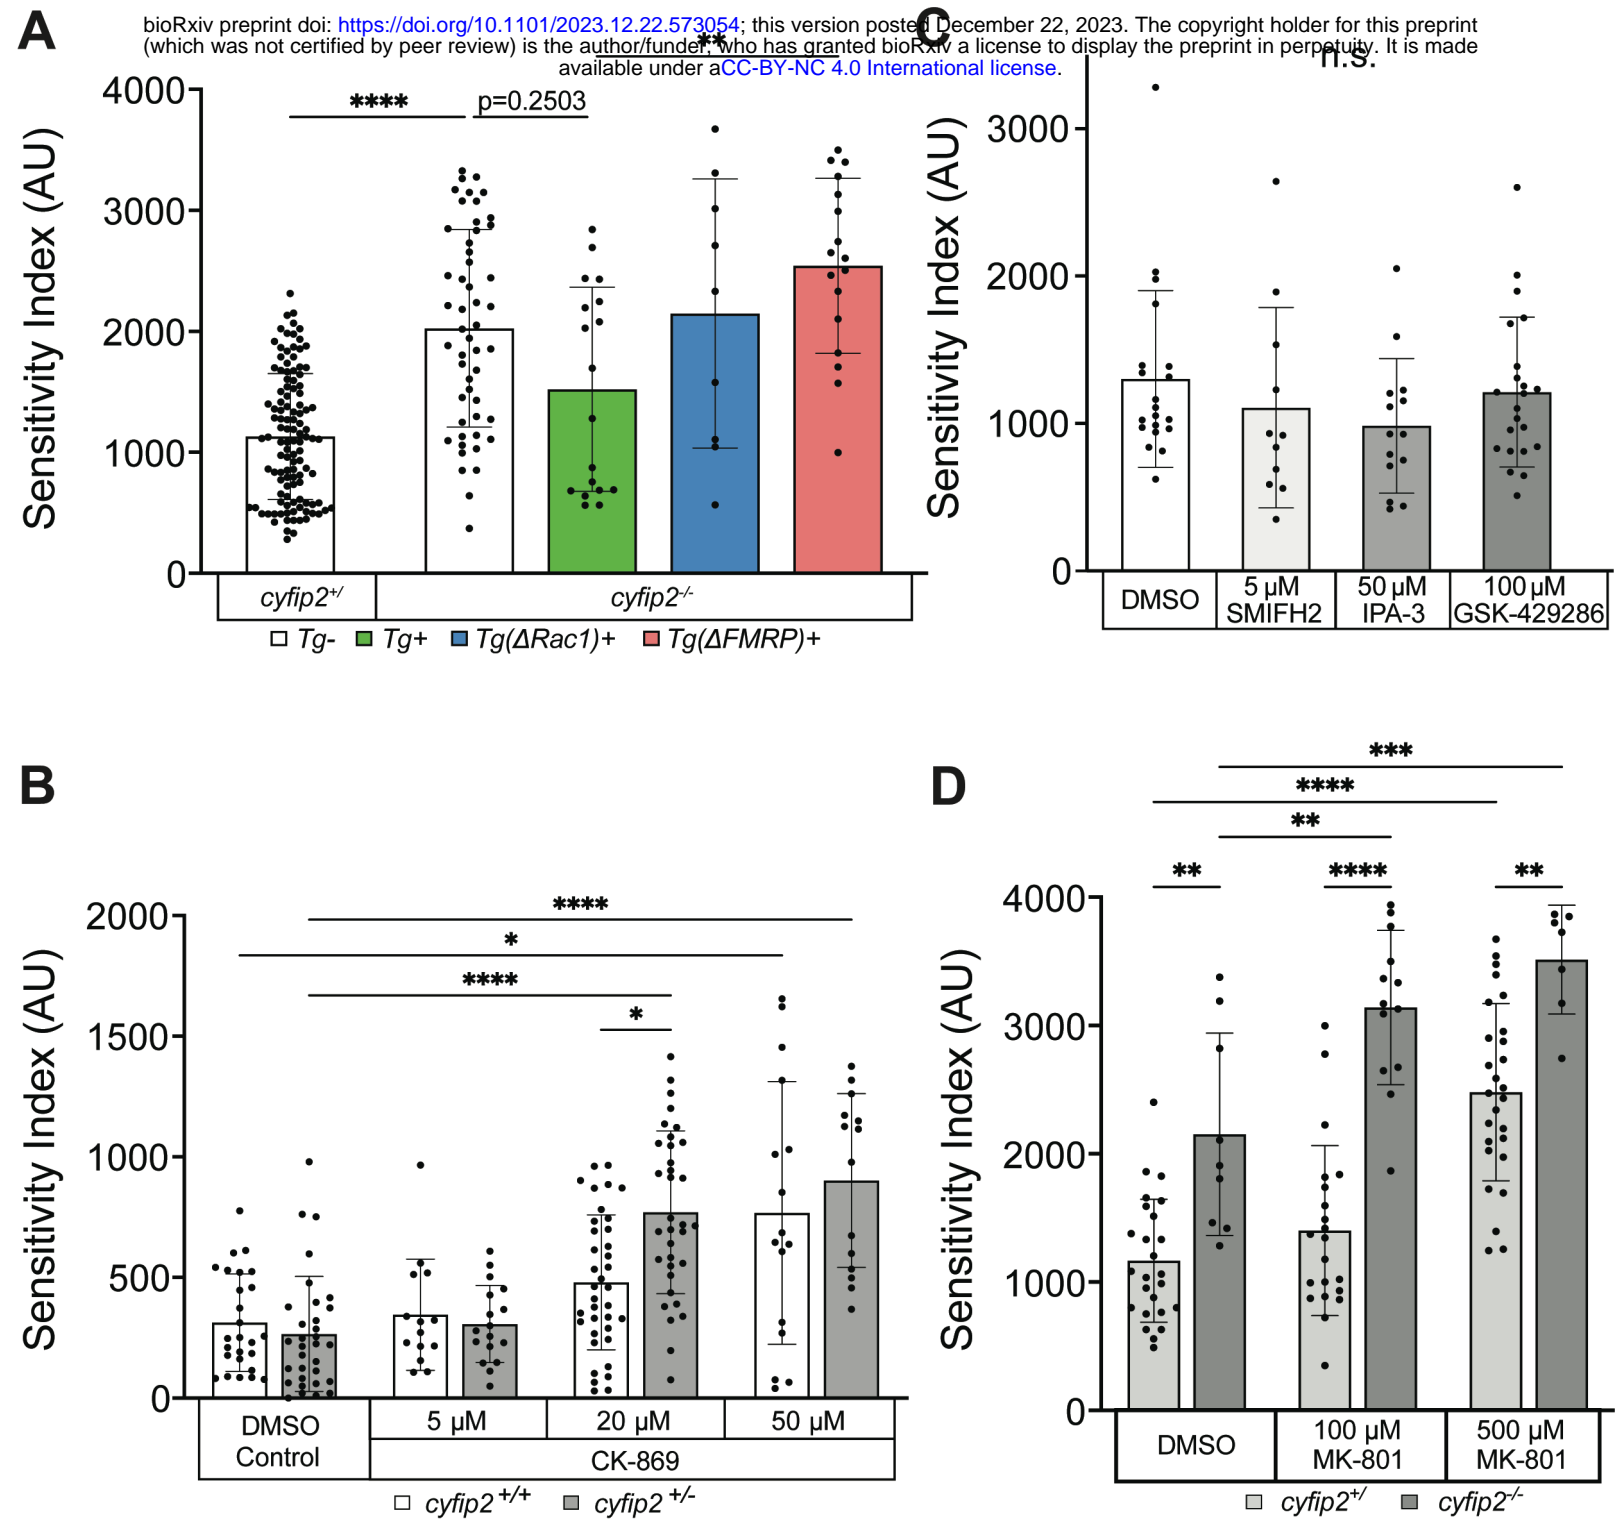 A
C
bioRxiv preprint doi: https://doi.org/10.1101/2023.12.22.573054; this version posted December 22, 2023. The copyright holder for this preprint
(which was not certified by peer review) is the author/funder, who has granted bioRxiv a license to display the preprint in perpetuity. It is made
available under aCC-BY-NC 4.0 International license.
**
**** p=0.2503
Sensitivity Index (AU)
4000
3000
2000
1000
0
cyfip2+/ cyfip2-/-
Tg- Tg+ Tg(ΔRac1)+ Tg(ΔFMRP)+
n.s.
Sensitivity Index (AU)
3000
2000
1000
0
DMSO
5 µM
SMIFH2
50 µM
IPA-3
100 µM
GSK-429286
B
****
*
****
*
Sensitivity Index (AU)
2000
1500
1000
500
0
DMSO
Control
5 µM 20 µM 50 µM
CK-869
cyfip2 +/+ cyfip2 +/-
D
***
****
**
** **** **
Sensitivity Index (AU)
4000
3000
2000
1000
0
DMSO
100 µM
MK-801
500 µM
MK-801
cyfip2+/ cyfip2-/-